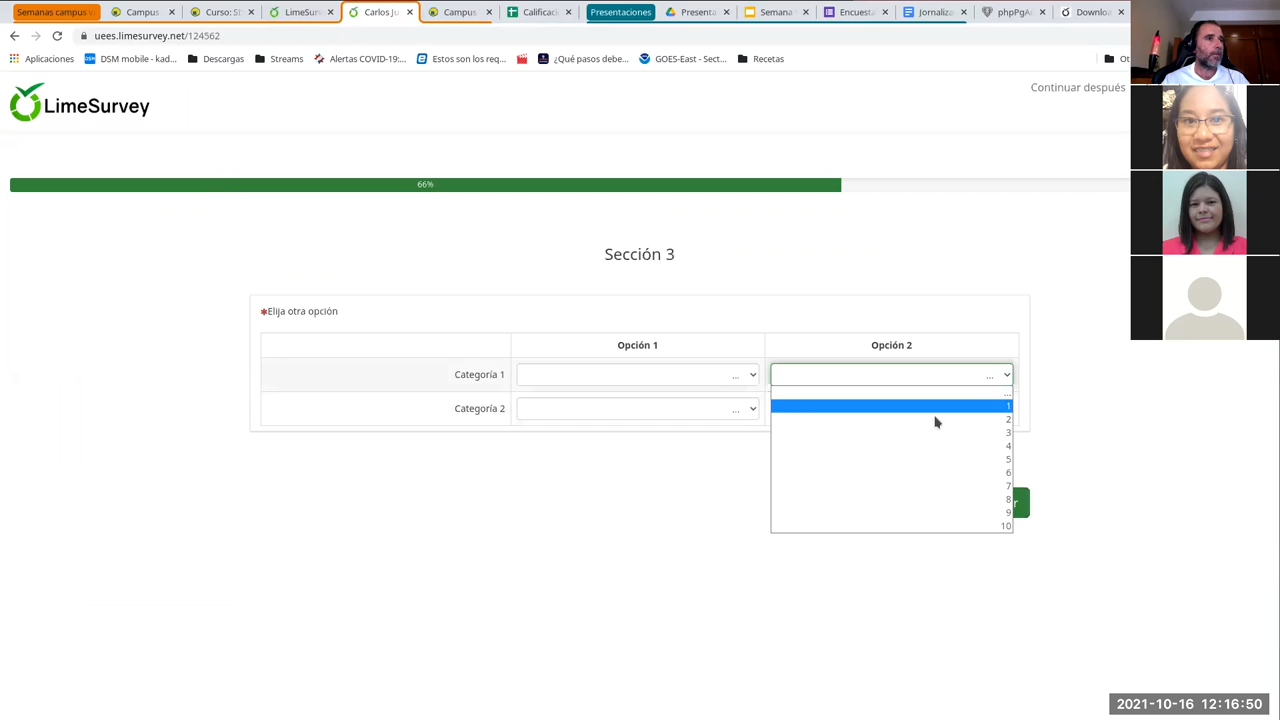 Semanas campus v
Campus
Curso: S
LimeSurv
Carlos Ju
Campus
Calificaci
Presentaciones
Presenta
Semana
Encuesta
Jornaliza
phpPgA
Downloa
uees.limesurvey.net/124562
Aplicaciones
DSM mobile - kad...
Descargas
Streams
Alertas COVID-19:...
Estos son los req...
¿Qué pasos debe...
GOES-East - Sect...
Recetas
Ot
LimeSurvey
Continuar después
66%
Sección 3
*Elija otra opción
Opción 1 Opción 2
Categoría 1 ... ...
Categoría 2 ...
...
1
2
3
4
5
6
7
8
9
10
r
2021-10-16 12:16:50